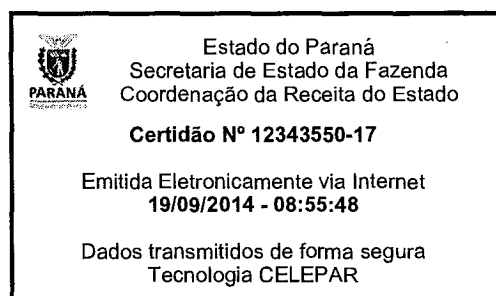 Estado do Paraná
Secretaria de Estado da Fazenda
PARANÁ
Coordenação da Receita do Estado
Certidão Nº 12343550-17
Emitida Eletronicamente via Internet
19/09/2014 - 08:55:48
Dados transmitidos de forma segura
Tecnologia CELEPAR